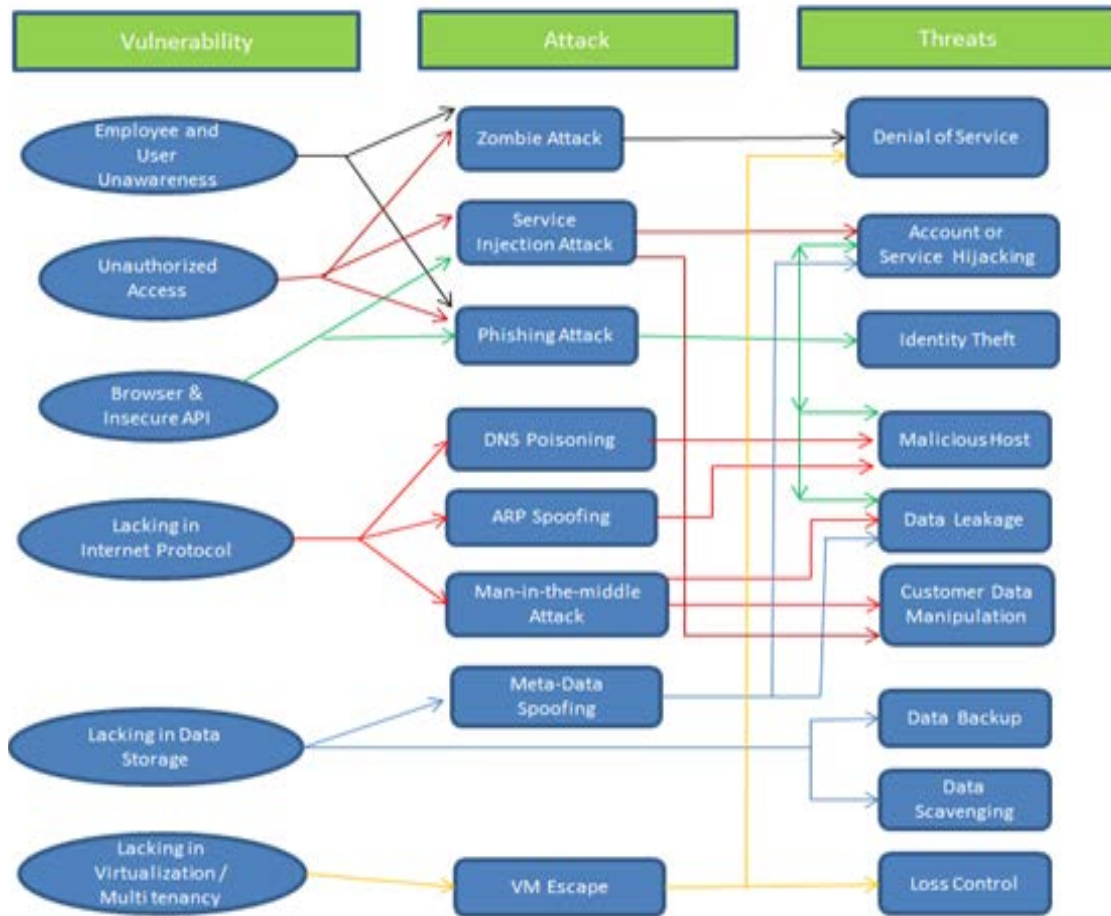 Vulnerability
Attack
Threats
Employee and
User
Unawareness
Zombie Attack
Denial of Service
Unauthorized
Access
Service
Injection Attack
Account or
Service Hijacking
Browser &
Insecure API
Phishing Attack
Identity Theft
DNS Poisoning
Malicious Host
Lacking in
Internet Protocol
ARP Spoofing
Data Leakage
Man-in-the-middle
Attack
Customer Data
Manipulation
Lacking in Data
Storage
Meta-Data
Spoofing
Data Backup
Data
Scavenging
Lacking in
Virtualization /
Multi tenancy
VM Escape
Loss Control